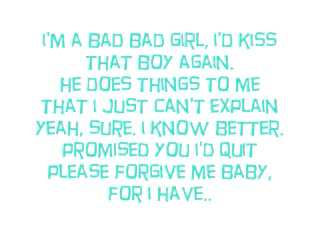 I'M A BAD BAD GIRL, I'D KISS
THAT BOY AGAIN.
HE DOES THINGS TO ME
THAT I JUST CAN'T EXPLAIN
YEAH, SURE. I KNOW BETTER.
PROMISED YOU I'D QUIT
PLEASE FORGIVE ME BABY,
FOR I HAVE..